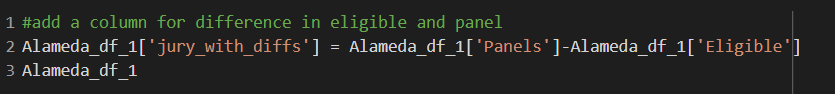 1 #add a column for difference in eligible and panel
2 Alameda_df_1['jury_with_diffs'] = Alameda_df_1['Panels']-Alameda_df_1['Eligible']
3 Alameda_df_1